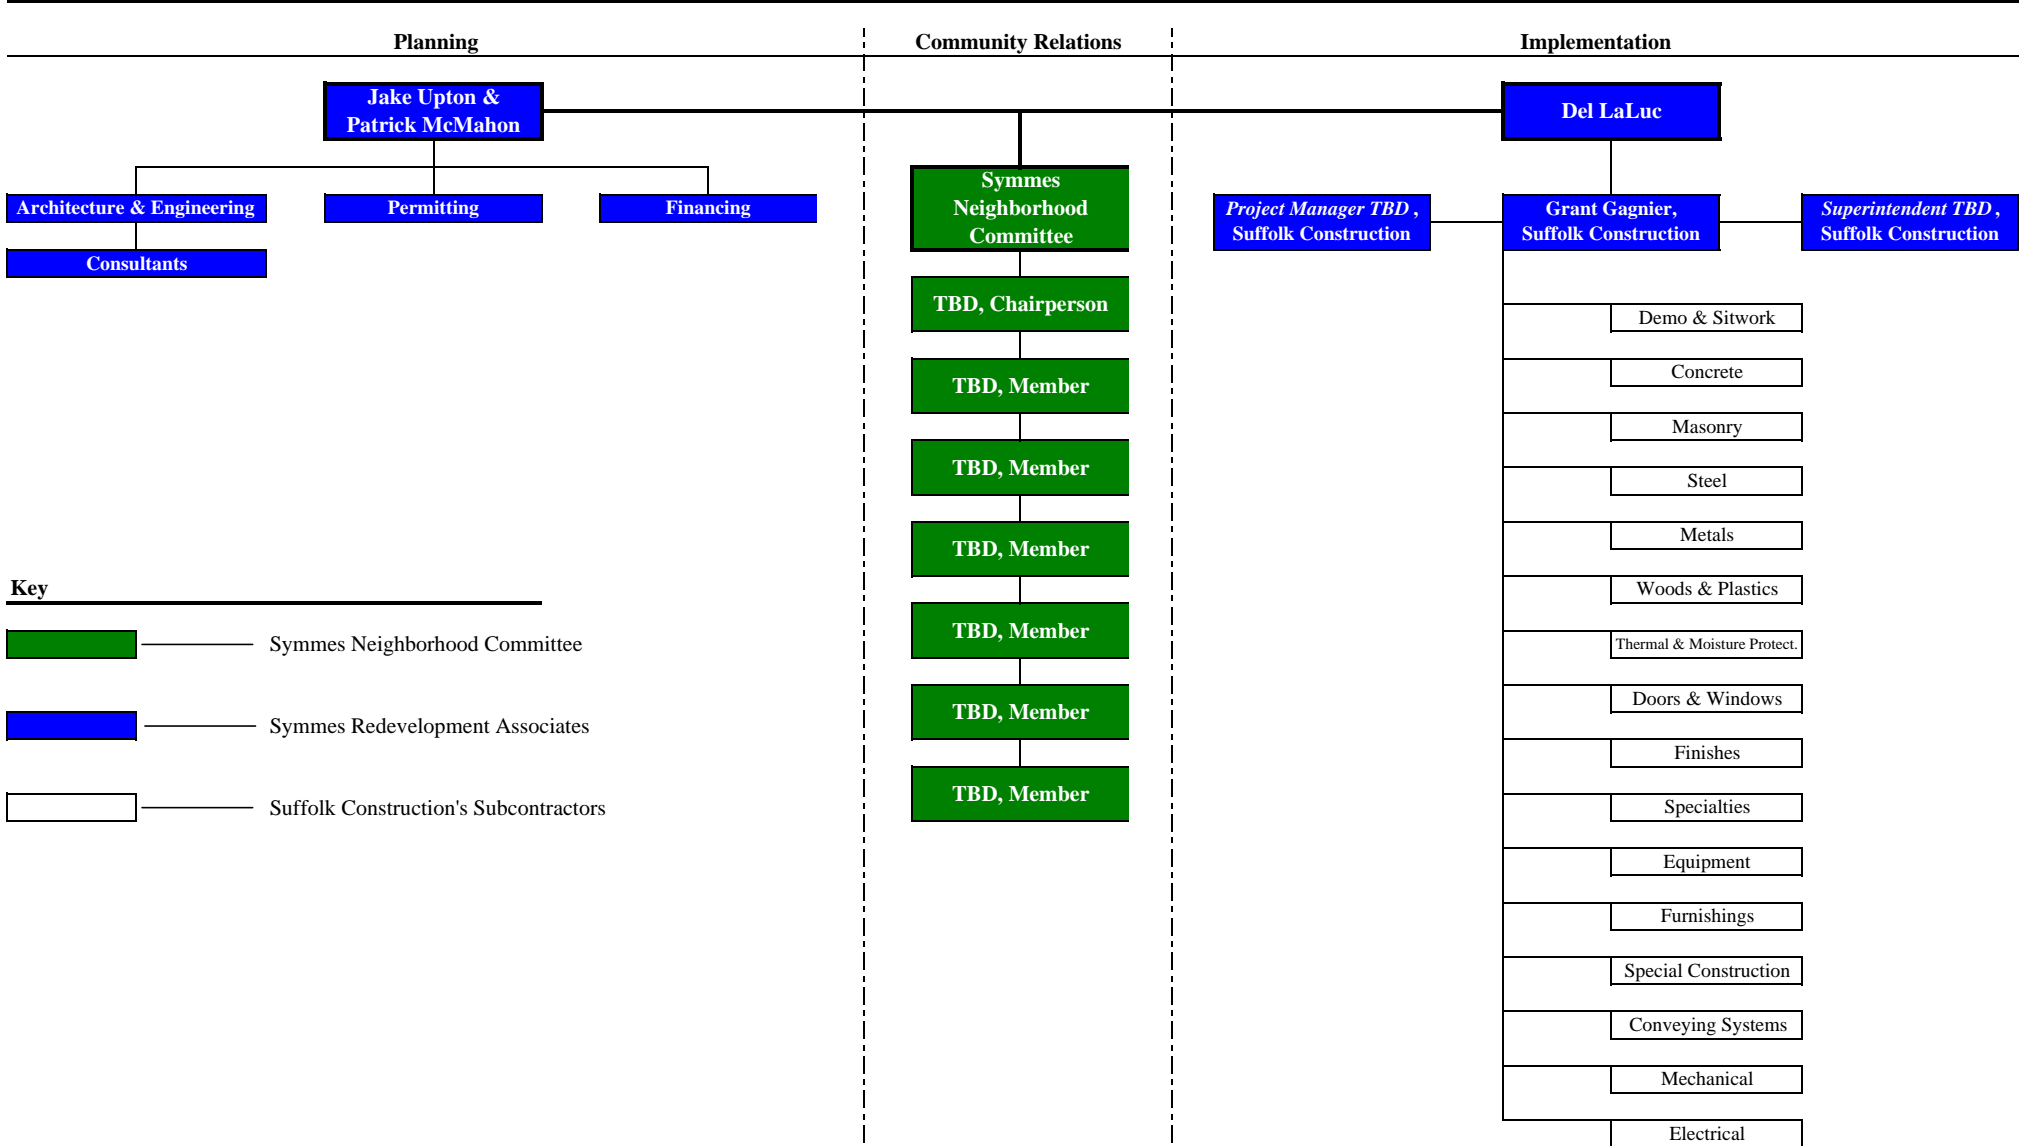 Planning
Community Relations
Implementation
Jake Upton &
Patrick McMahon
Del LaLuc
Architecture & Engineering
Permitting
Financing
Consultants
Symmes
Neighborhood
Committee
TBD, Chairperson
TBD, Member
TBD, Member
TBD, Member
TBD, Member
TBD, Member
TBD, Member
Project Manager TBD ,
Suffolk Construction
Grant Gagnier,
Suffolk Construction
Superintendent TBD ,
Suffolk Construction
Demo & Sitwork
Concrete
Masonry
Steel
Metals
Woods & Plastics
Thermal & Moisture Protect.
Doors & Windows
Finishes
Specialties
Equipment
Furnishings
Special Construction
Conveying Systems
Mechanical
Electrical
Key
Symmes Neighborhood Committee
Symmes Redevelopment Associates
Suffolk Construction's Subcontractors